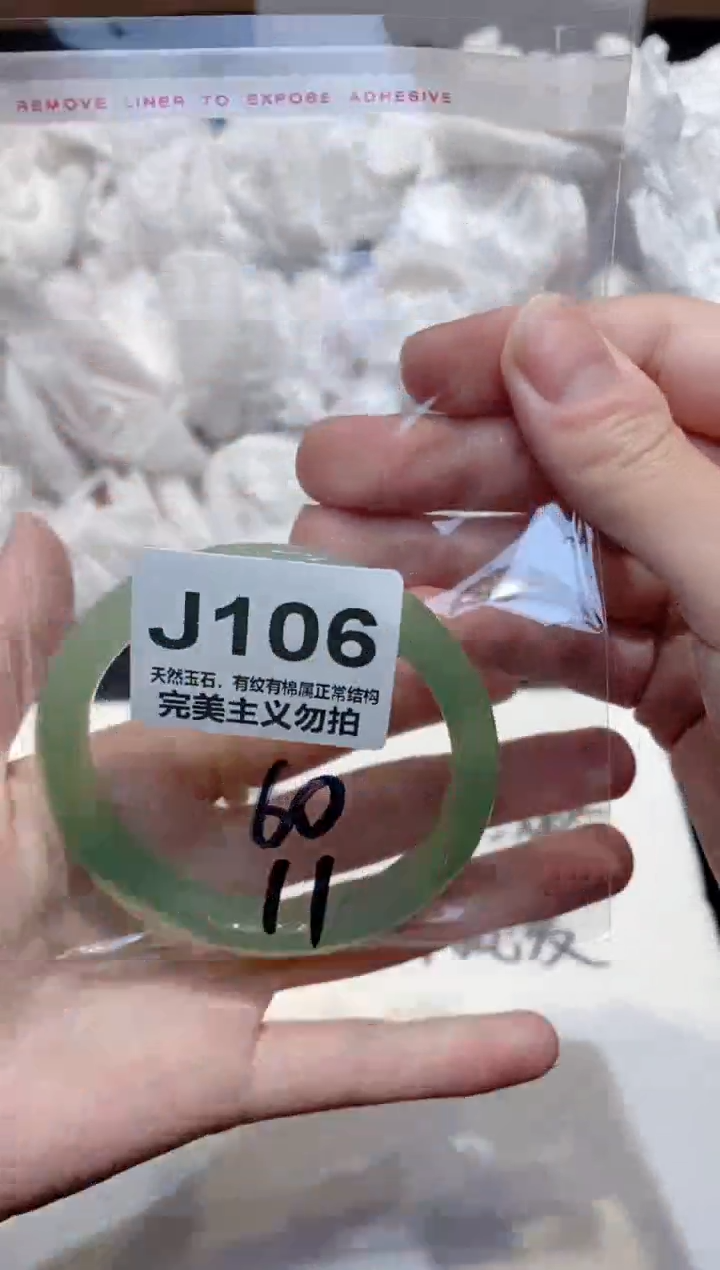 REMOVE LINER TO EXPOSE ADHESIVE
J106
天然玉石．有纹有棉属正常结构
完美主义勿拍
60
11